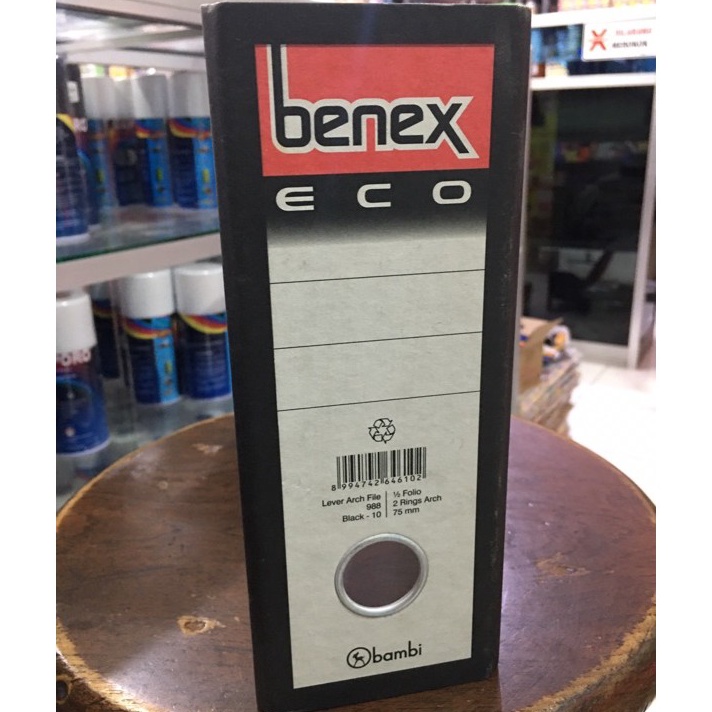 benex
ECO
8 994742 646102
Lever Arch File
988
Black - 10
½ Folio
2 Rings Arch
75 mm
bambi